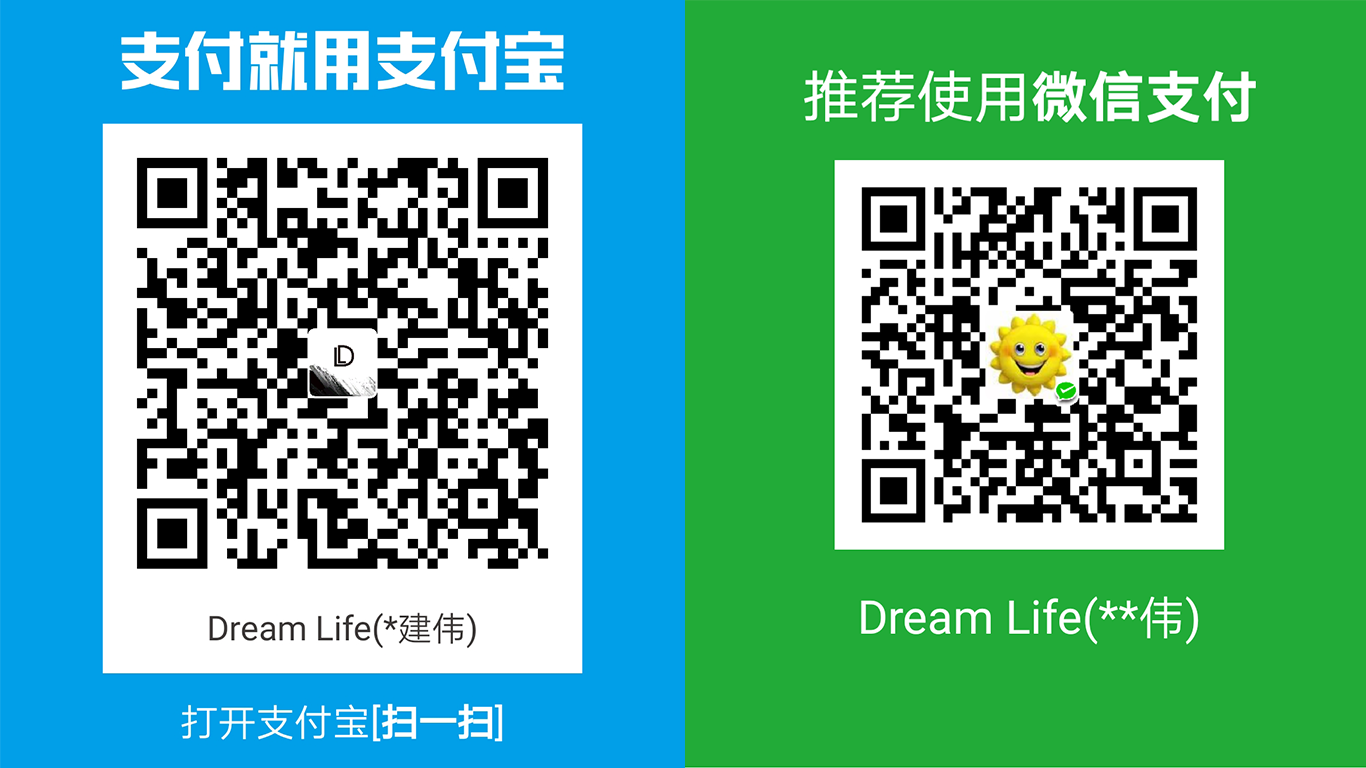 支付就用支付宝
LD
Dream Life(*建伟)
打开支付宝[扫一扫]
推荐使用微信支付
Dream Life(**伟)